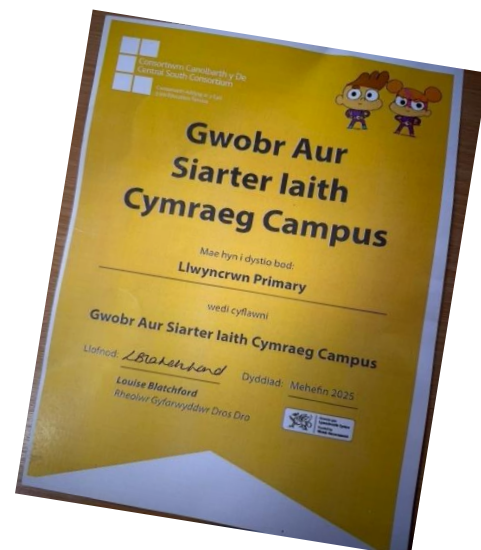 Consortiwm Canolbarth y De
Central South Consortium
Gwobr Aur
Siarter Iaith
Cymraeg Campus
Mae hyn i dystio bod:
Llwyncrwn Primary
wedi cyflawni
Gwobr Aur Siarter Iaith Cymraeg Campus
Llofnod: LBlatchford Dyddiad: Mehefin 2025
Louise Blatchford
Rheolwr Gyfarwyddwr Dros Dro